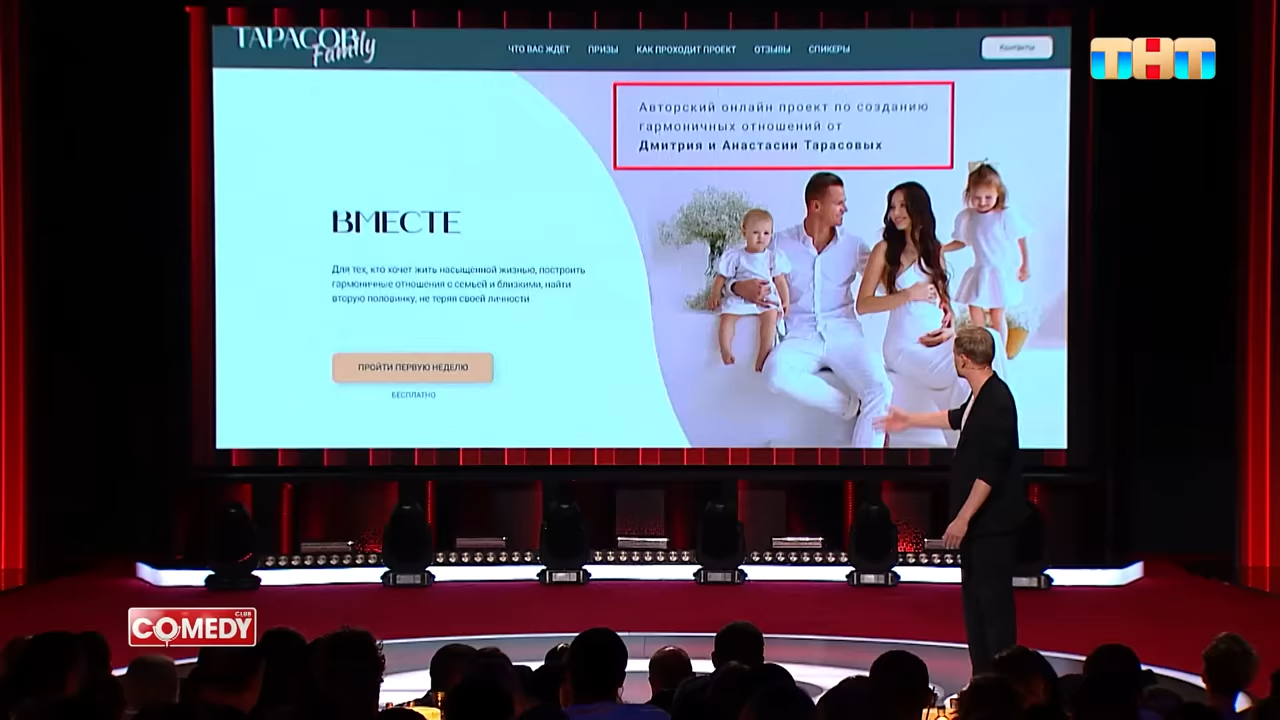 ТАРАСОВ
Family
ЧТО ВАС ЖДЕТ ПРИЗЫ КАК ПРОХОДИТ ПРОЕКТ ОТЗЫВЫ СПИКЕРЫ
Контакты
ТНТ
Авторский онлайн проект по созданию
гармоничных отношений от
Дмитрия и Анастасии Тарасовых
ВМЕСТЕ
Для тех, кто хочет жить насыщенной жизнью, построить
гармоничные отношения с семьей и близкими, найти
вторую половинку, не теряя своей личности
ПРОЙТИ ПЕРВУЮ НЕДЕЛЮ
БЕСПЛАТНО
CLUB
COMEDY